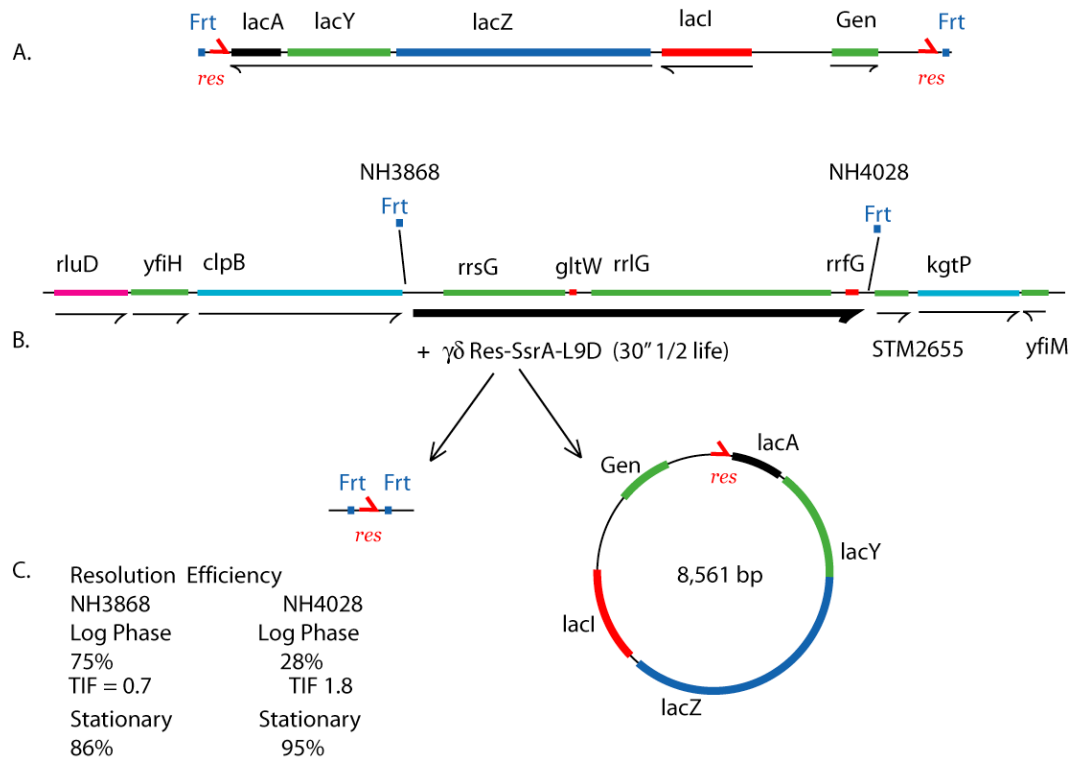 Frt lacA lacY lacZ lacI Gen
A.
res res Frt
NH3868 NH4028
Frt Frt
rluD yfiH clpB rrsG gltW rrlG rrfG kgtP
B. STM2655 yfiM
+ γδ Res-SsrA-L9D (30" 1/2 life)
Frt Frt
res
Gen lacA
res
lacY
8,561 bp
lacI
lacZ
C. Resolution Efficiency
NH3868 NH4028
Log Phase Log Phase
75% 28%
TIF = 0.7 TIF 1.8
Stationary Stationary
86% 95%